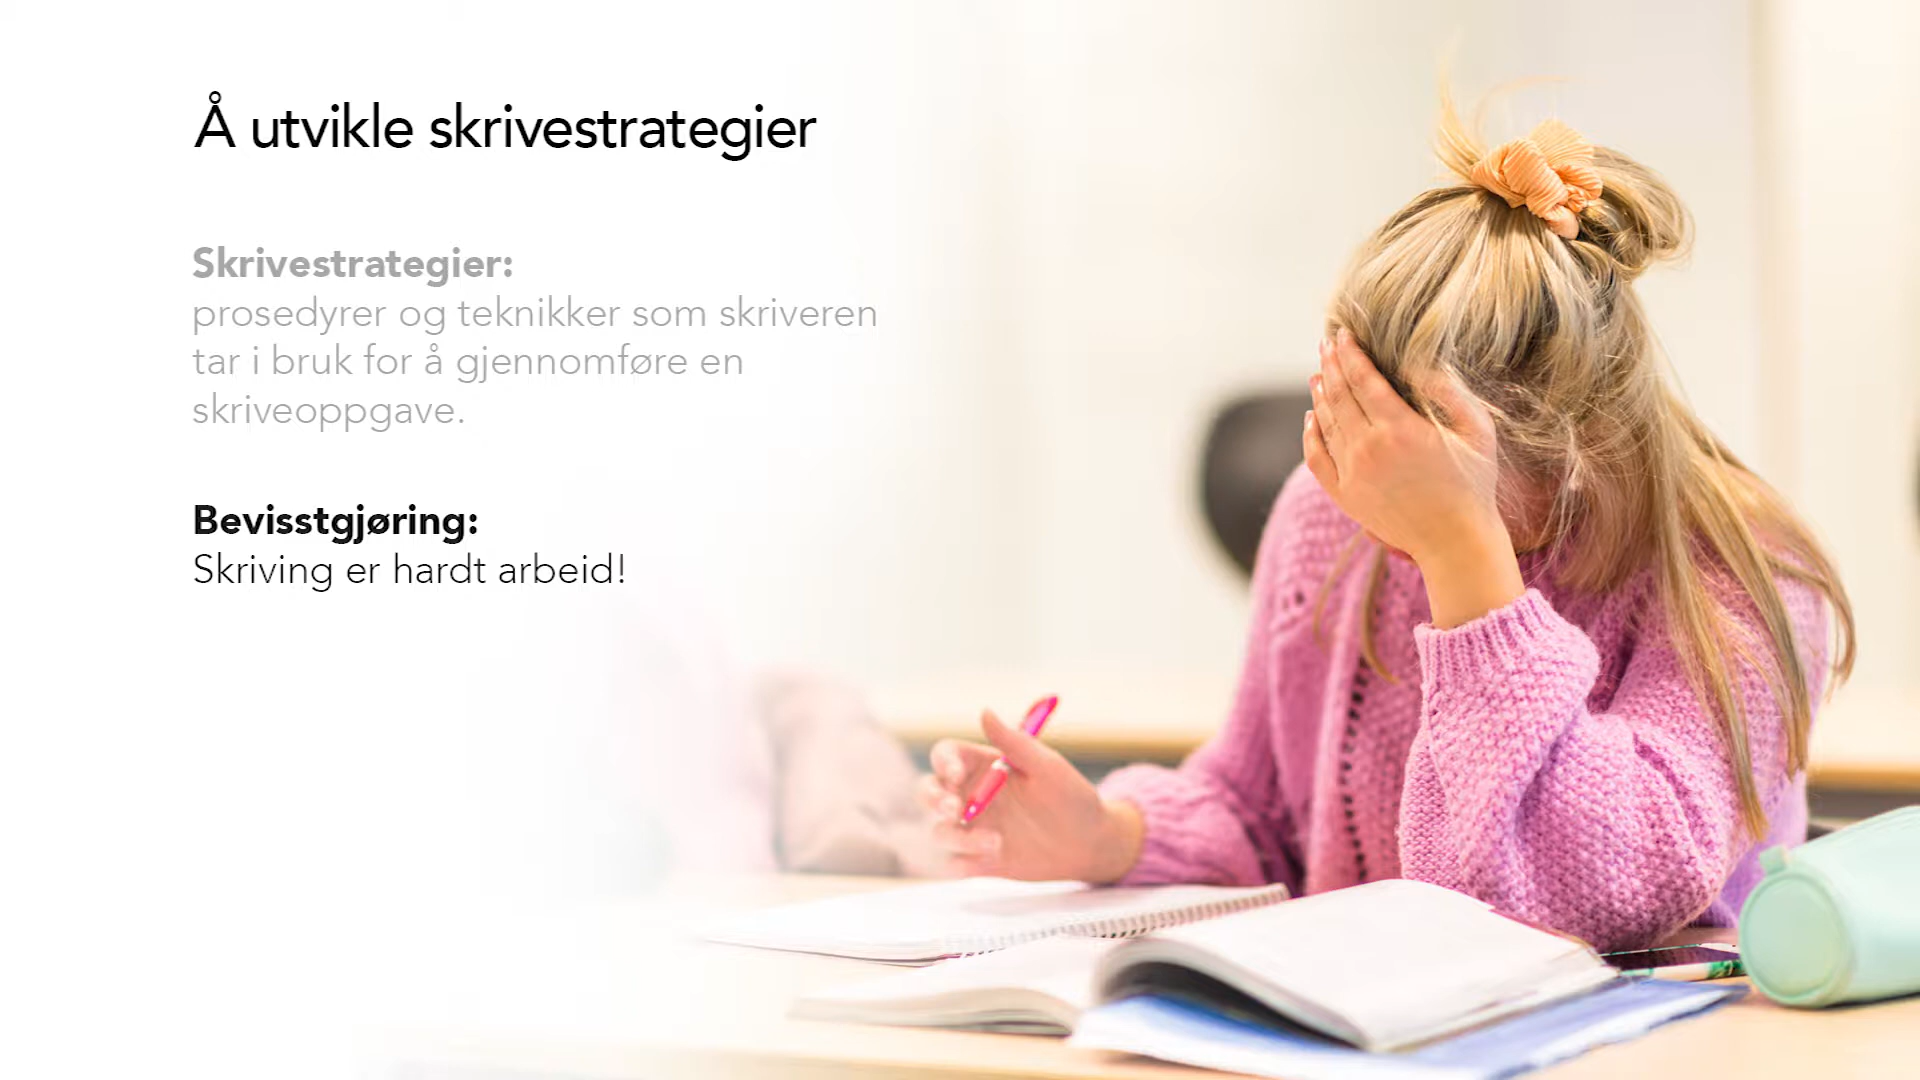 Å utvikle skrivestrategier
Skrivestrategier:
prosedyrer og teknikker som skriveren
tar i bruk for å gjennomføre en
skriveoppgave.
Bevisstgjøring:
Skriving er hardt arbeid!